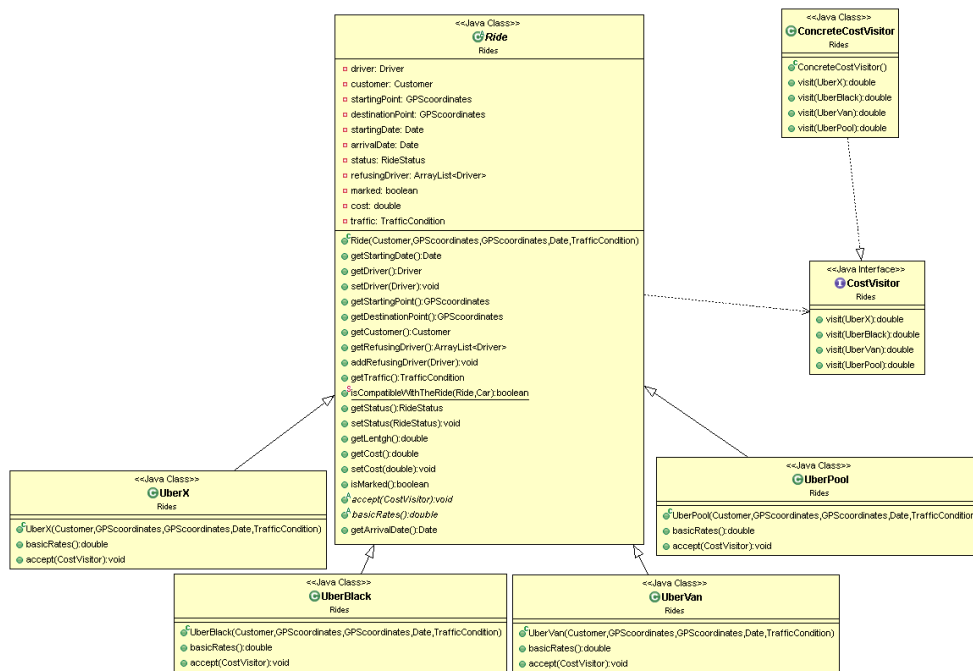 <<Java Class>>
Ride
Rides
driver: Driver
customer: Customer
startingPoint: GPScoordinates
destinationPoint: GPScoordinates
startingDate: Date
arrivalDate: Date
status: RideStatus
refusingDriver: ArrayList<Driver>
marked: boolean
cost: double
traffic: TrafficCondition
Ride(Customer,GPScoordinates,GPScoordinates,Date,TrafficCondition)
getStartingDate():Date
getDriver():Driver
setDriver(Driver):void
getStartingPoint():GPScoordinates
getDestinationPoint():GPScoordinates
getCustomer():Customer
getRefusingDriver():ArrayList<Driver>
addRefusingDriver(Driver):void
getTraffic():TrafficCondition
isCompatibleWithTheRide(Ride,Car):boolean
getStatus():RideStatus
setStatus(RideStatus):void
getLentgh():double
getCost():double
setCost(double):void
isMarked():boolean
accept(CostVisitor):void
basicRates():double
getArrivalDate():Date
<<Java Class>>
ConcreteCostVisitor
Rides
ConcreteCostVisitor()
visit(UberX):double
visit(UberBlack):double
visit(UberVan):double
visit(UberPool):double
<<Java Interface>>
CostVisitor
Rides
visit(UberX):double
visit(UberBlack):double
visit(UberVan):double
visit(UberPool):double
<<Java Class>>
UberX
Rides
UberX(Customer,GPScoordinates,GPScoordinates,Date,TrafficCondition)
basicRates():double
accept(CostVisitor):void
<<Java Class>>
UberPool
Rides
UberPool(Customer,GPScoordinates,GPScoordinates,Date,TrafficCondition
basicRates():double
accept(CostVisitor):void
<<Java Class>>
UberBlack
Rides
UberBlack(Customer,GPScoordinates,GPScoordinates,Date,TrafficCondition)
basicRates():double
accept(CostVisitor):void
<<Java Class>>
UberVan
Rides
UberVan(Customer,GPScoordinates,GPScoordinates,Date,TrafficCondition)
basicRates():double
accept(CostVisitor):void